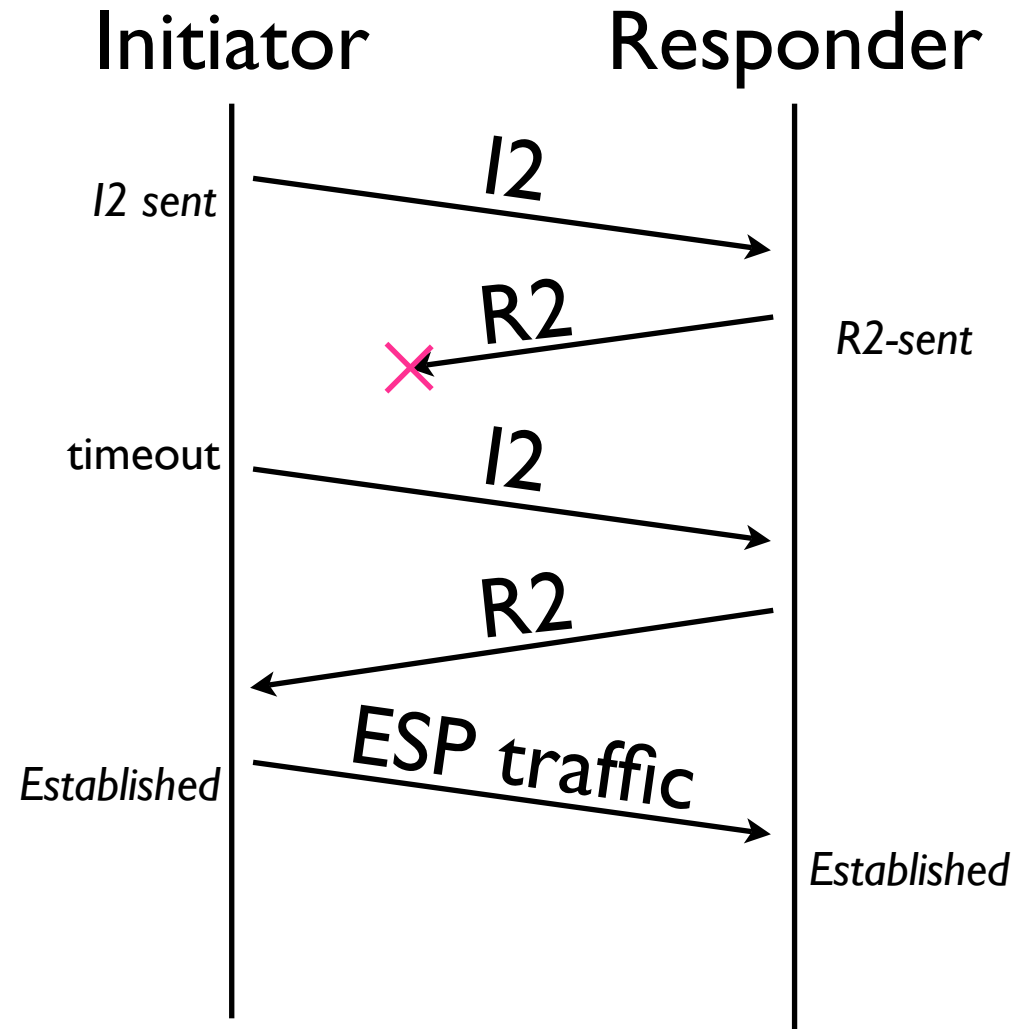 Initiator
Responder
I2
I2 sent
R2
R2-sent
timeout
I2
R2
ESP traffic
Established
Established